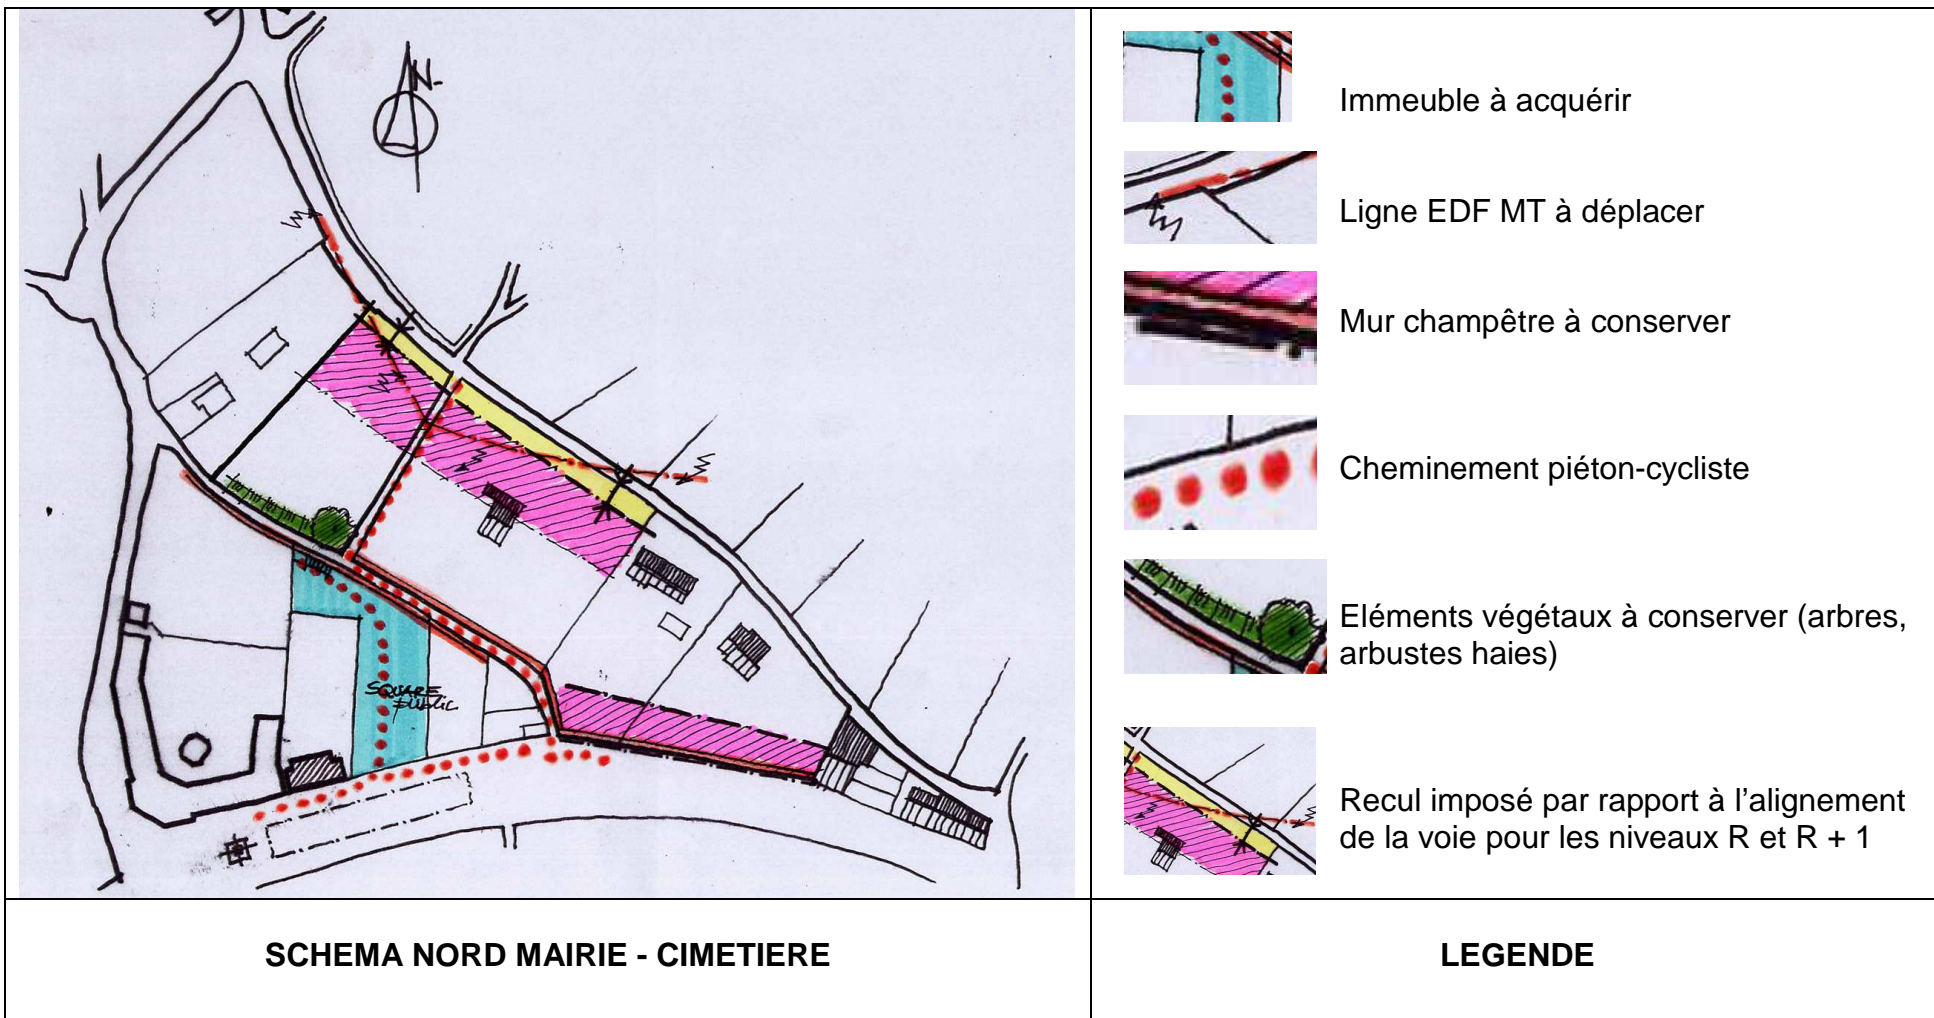 N
SQUARE
PUBLIC
SCHEMA NORD MAIRIE - CIMETIERE
Immeuble à acquérir
Ligne EDF MT à déplacer
Mur champêtre à conserver
Cheminement piéton-cycliste
Eléments végétaux à conserver (arbres,
arbustes haies)
Recul imposé par rapport à l’alignement
de la voie pour les niveaux R et R + 1
LEGENDE